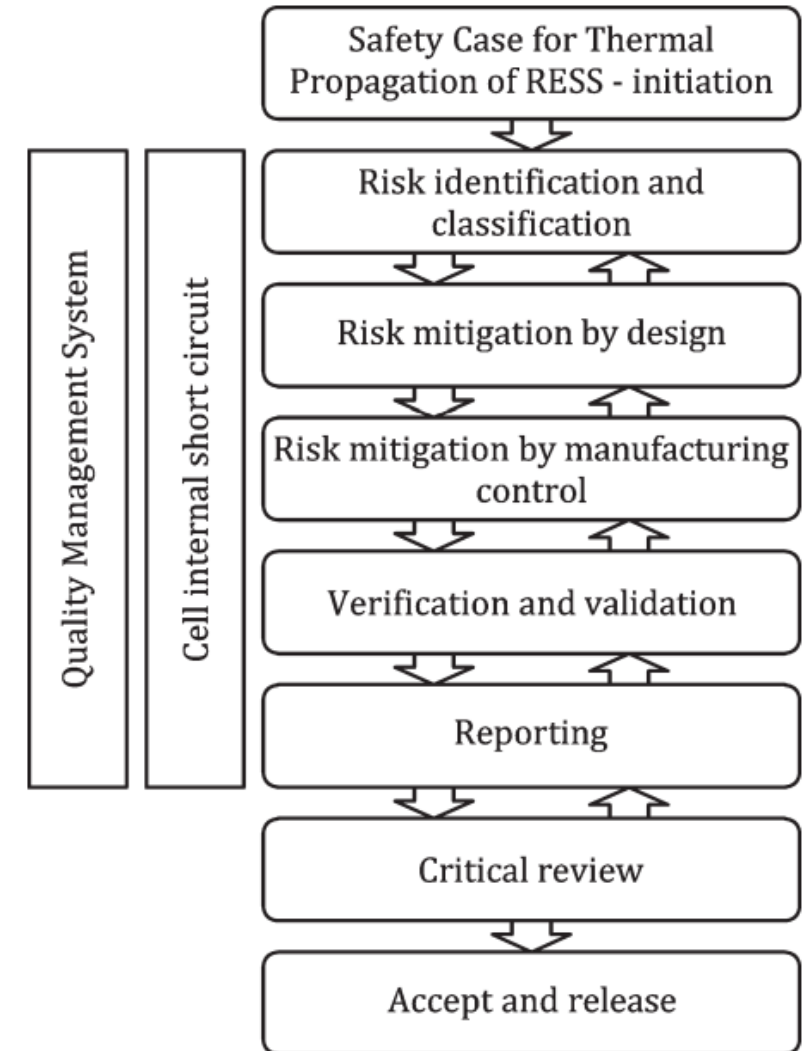 Safety Case for Thermal
Propagation of RESS - initiation
Quality Management System
Cell internal short circuit
Risk identification and
classification
Risk mitigation by design
Risk mitigation by manufacturing
control
Verification and validation
Reporting
Critical review
Accept and release